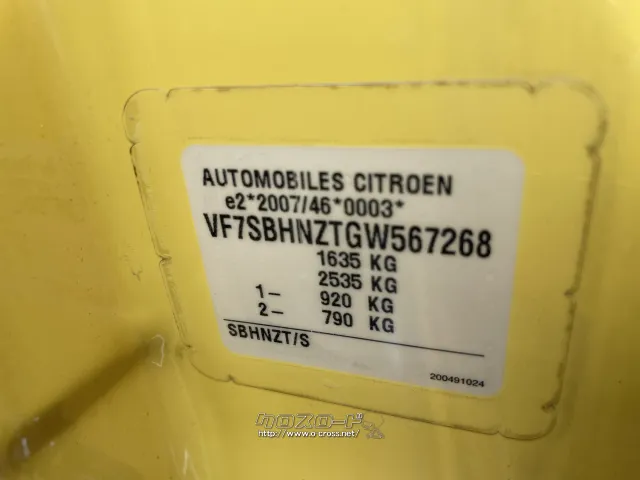 AUTOMOBILES CITROEN
e2*2007/46*0003*
VF7SBHNZTGW567268
1635 KG
2535 KG
1– 920 KG
2– 790 KG
SBHNZT/S
200491024
クロスロード
http://www.o-cross.net/